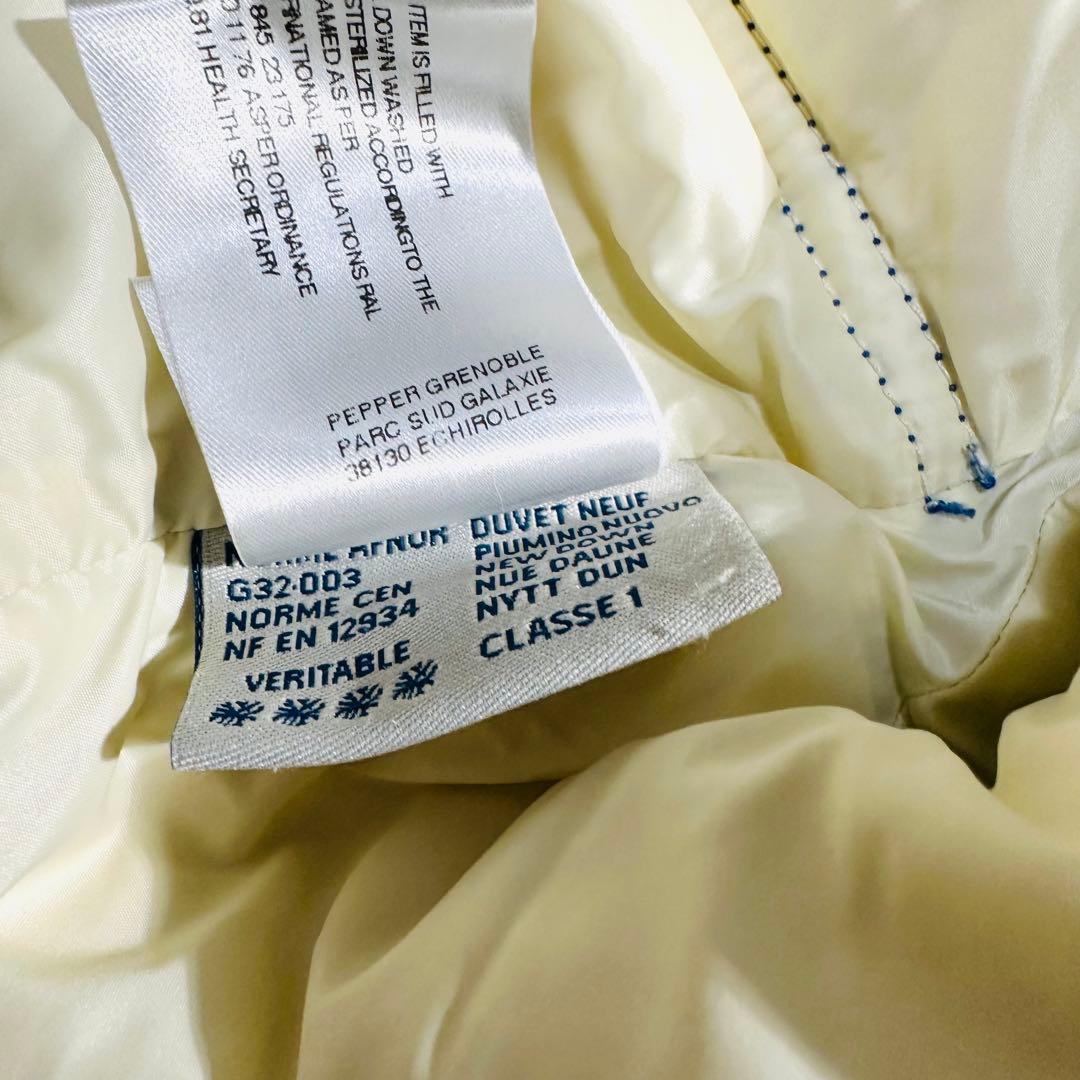 ITEM IS FILLED WITH
DOWN WASHED
STERILIZED ACCORDINGTO THE
AMED AS PER
RNATIONAL REGULATIONS RAL
845 23.175
0 11.76 ASPER ORDINANCE
81 HEALTH SECRETARY
PEPPER GRENOBLE
PARC SUD GALAXIE
38130 ECHIROLLES
AFNOR
G32·003
NORME CEN
NF EN 12934
VERITABLE
DUVET NEUF
PIUMINO NUOVO
NEW DOWN
NUE DAUNE
NYTT DUN
CLASSE 1